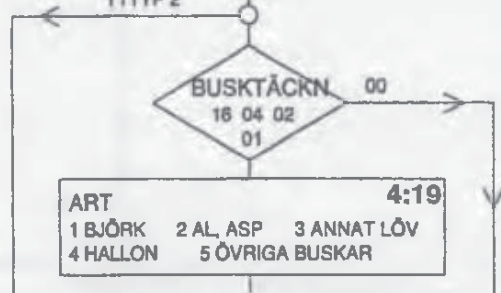 BUSKTÄCKN 00
16 04 02
01
ART 4:19
1 BJÖRK 2 AL, ASP 3 ANNAT LÖV
4 HALLON 5 ÖVRIGA BUSKAR